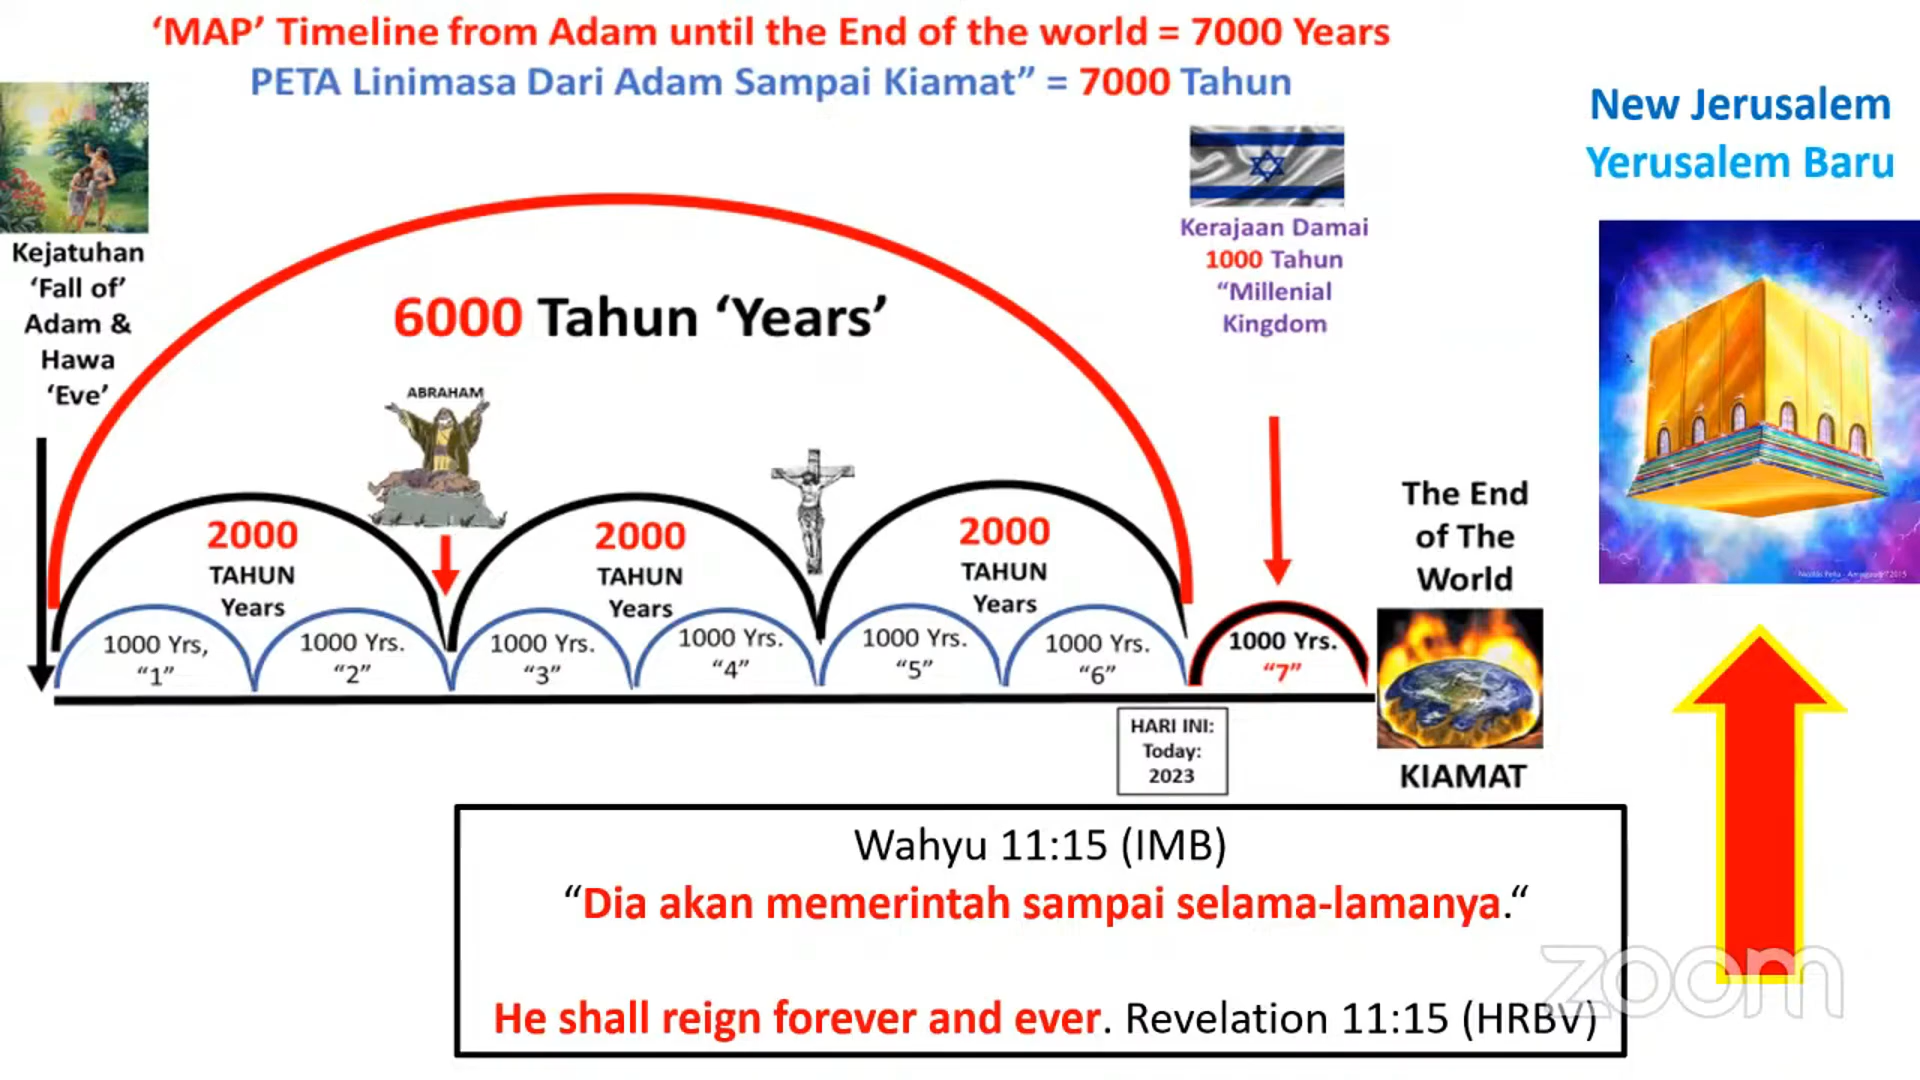 ‘MAP’ Timeline from Adam until the End of the world = 7000 Years
PETA Linimasa Dari Adam Sampai Kiamat” = 7000 Tahun
New Jerusalem
Yerusalem Baru
Kejatuhan
‘Fall of’
Adam &
Hawa
‘Eve’
Kerajaan Damai
1000 Tahun
“Millenial
Kingdom
6000 Tahun ‘Years’
ABRAHAM
2000
TAHUN
Years
2000
TAHUN
Years
2000
TAHUN
Years
1000 Yrs,
“1”
1000 Yrs.
“2”
1000 Yrs.
“3”
1000 Yrs.
“4”
1000 Yrs.
“5”
1000 Yrs.
“6”
1000 Yrs.
“7”
The End
of The
World
KIAMAT
HARI INI:
Today:
2023
Wahyu 11:15 (IMB)
“Dia akan memerintah sampai selama-lamanya.“
He shall reign forever and ever. Revelation 11:15 (HRBV)
zoom